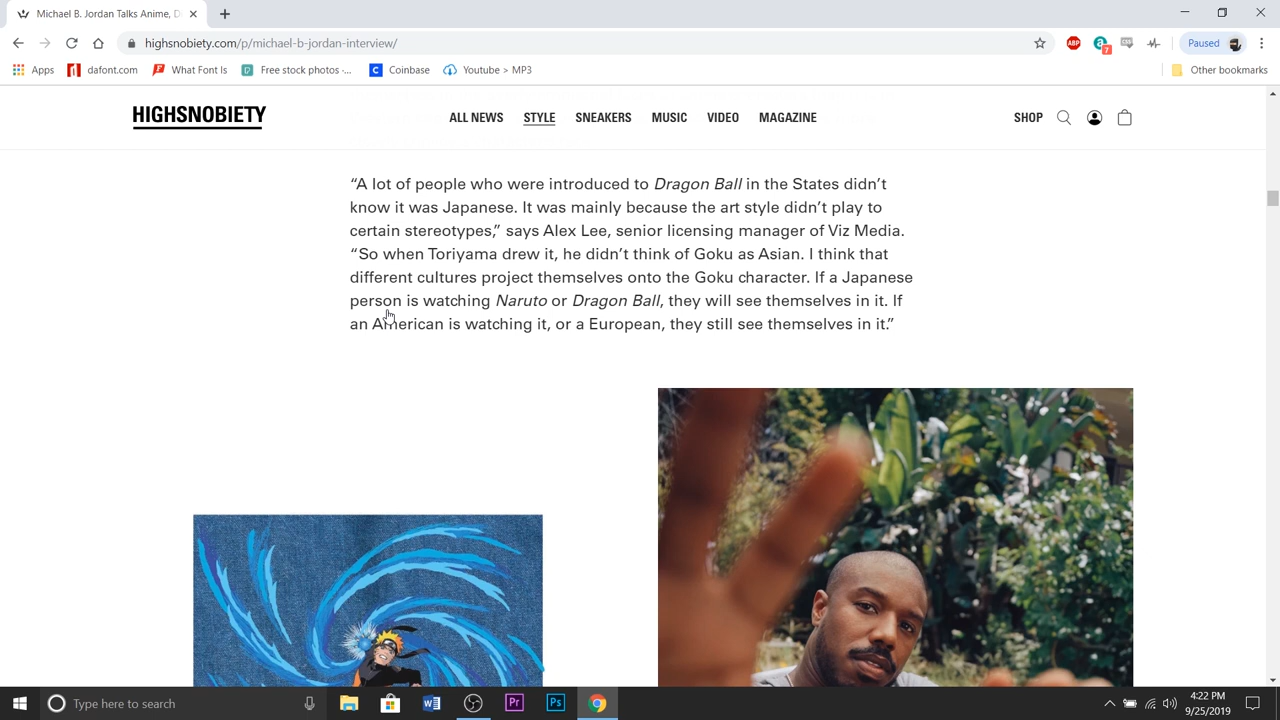 Michael B. Jordan Talks Anime, D
highsnobiety.com/p/michael-b-jordan-interview/
ABP
7
CSS
Paused
Apps
dafont.com
What Font Is
Free stock photos - ...
Coinbase
Youtube > MP3
Other bookmarks
HIGHSNOBIETY
ALL NEWS
STYLE
SNEAKERS
MUSIC
VIDEO
MAGAZINE
SHOP
“A lot of people who were introduced to Dragon Ball in the States didn’t
know it was Japanese. It was mainly because the art style didn’t play to
certain stereotypes,” says Alex Lee, senior licensing manager of Viz Media.
“So when Toriyama drew it, he didn’t think of Goku as Asian. I think that
different cultures project themselves onto the Goku character. If a Japanese
person is watching Naruto or Dragon Ball, they will see themselves in it. If
an American is watching it, or a European, they still see themselves in it.”
Type here to search
W
Pr
Ps
4:22 PM
9/25/2019